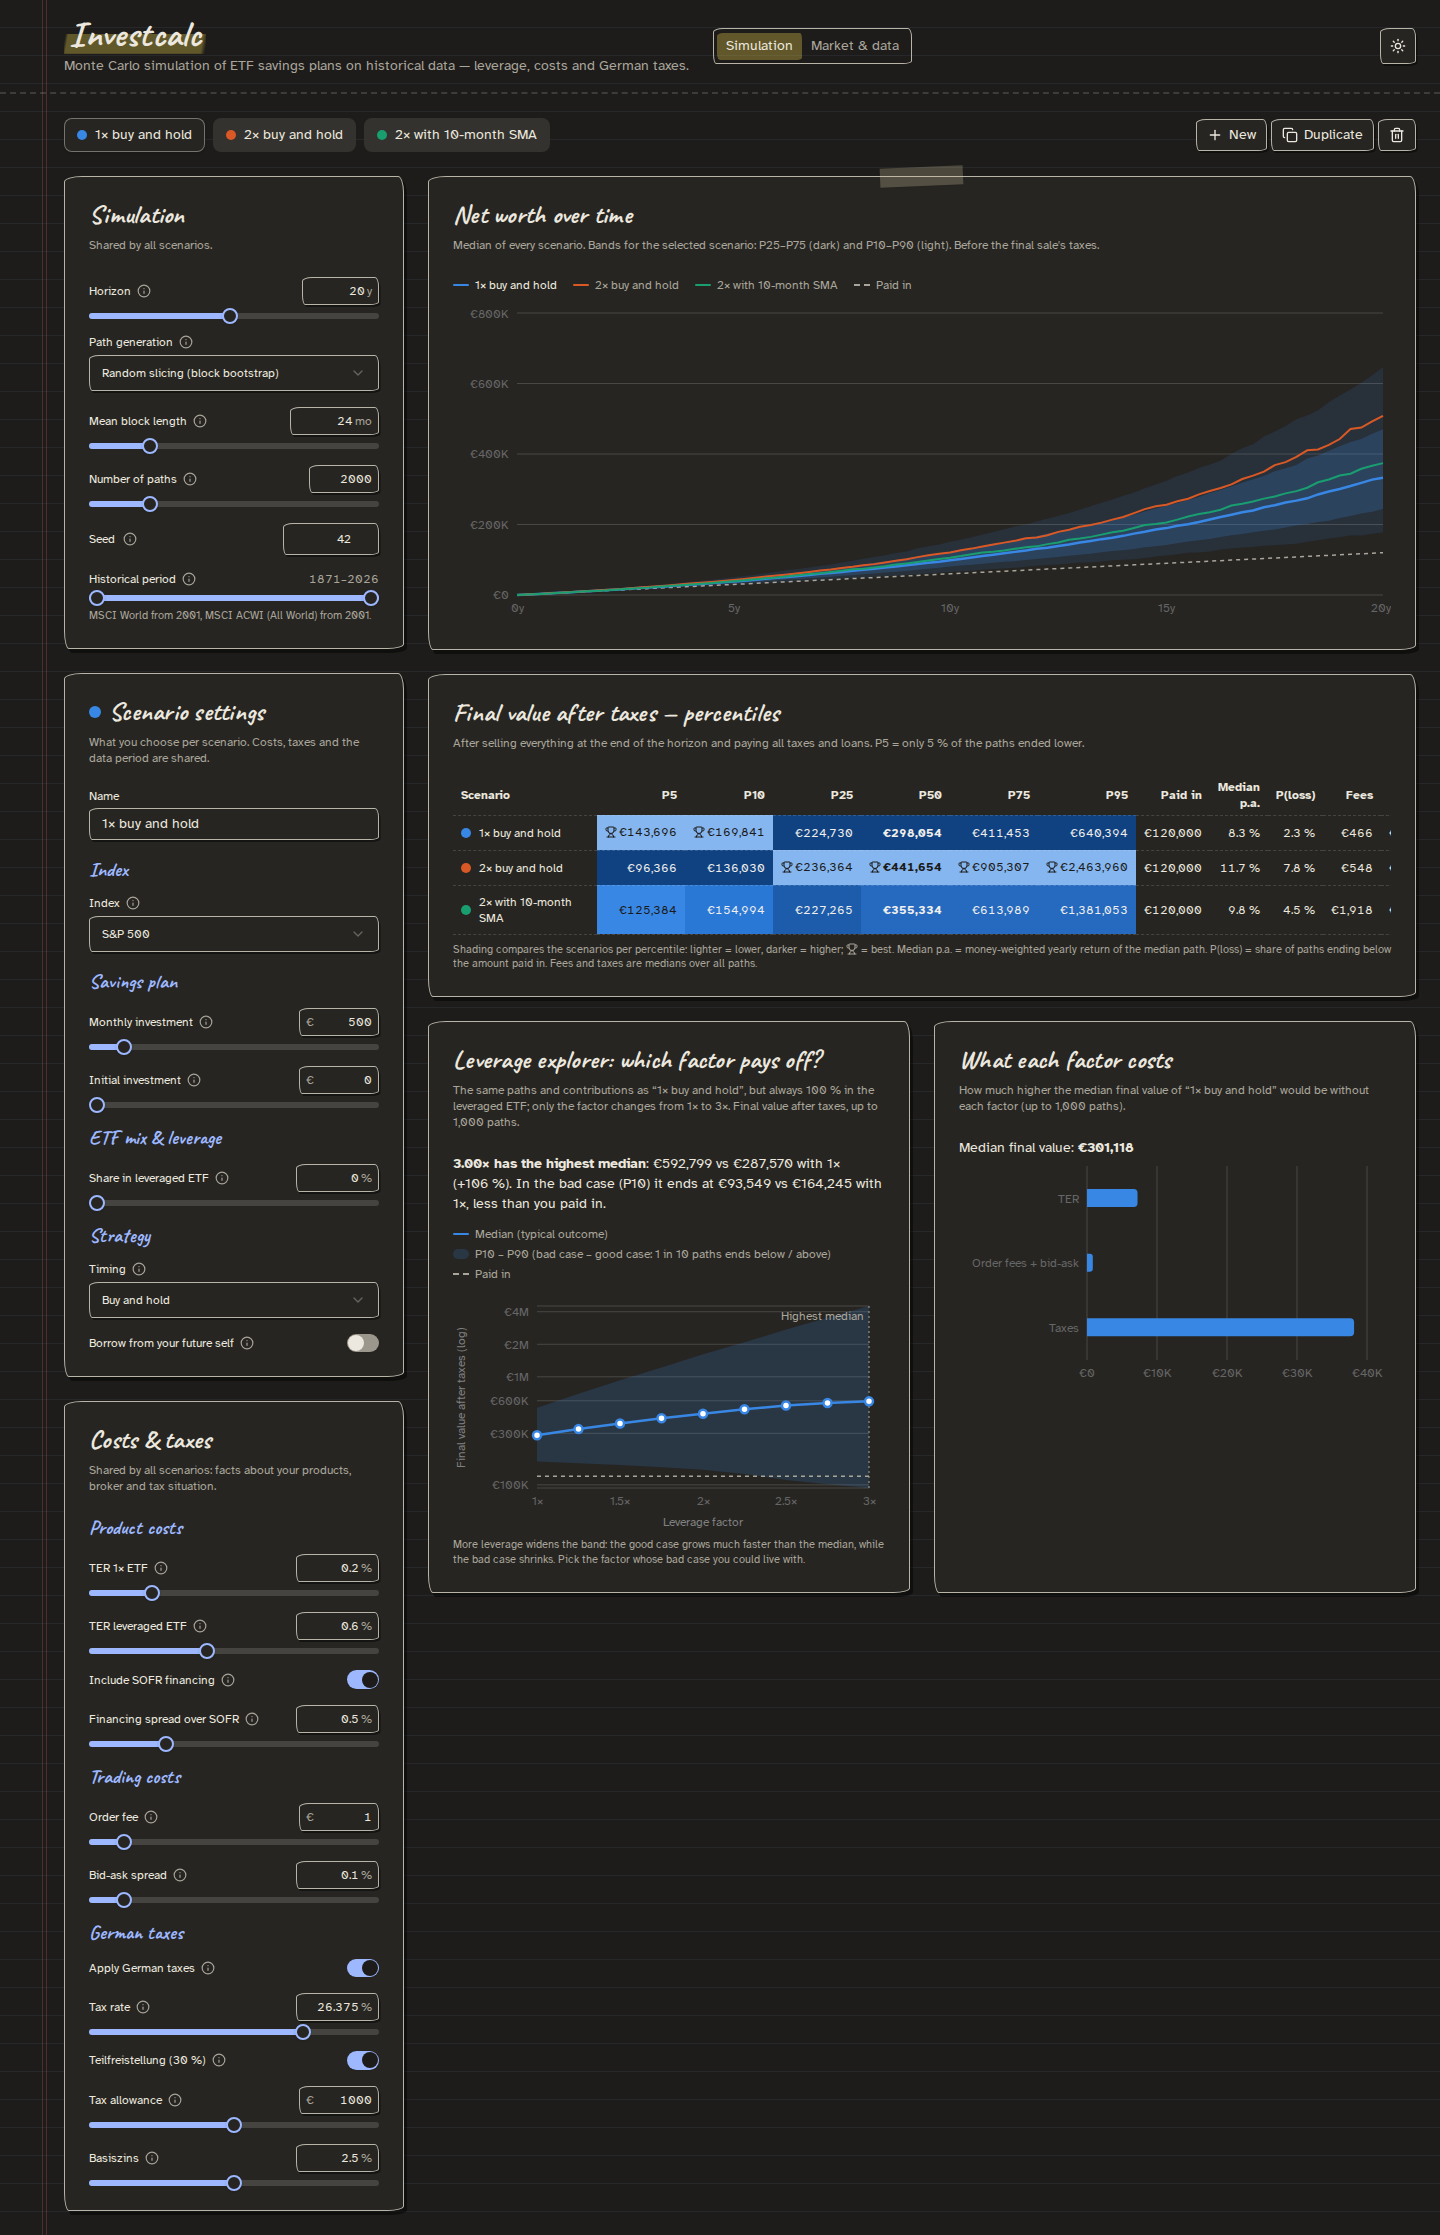 Investcalc
Monte Carlo simulation of ETF savings plans on historical data — leverage, costs and German taxes.
Simulation
Market & data
1× buy and hold
2× buy and hold
2× with 10-month SMA
New
Duplicate
Simulation
Shared by all scenarios.
Horizon
20 y
Path generation
Random slicing (block bootstrap)
Mean block length
24 mo
Number of paths
2000
Seed
42
Historical period
1871–2026
MSCI World from 2001, MSCI ACWI (All World) from 2001.
Net worth over time
Median of every scenario. Bands for the selected scenario: P25–P75 (dark) and P10–P90 (light). Before the final sale's taxes.
1× buy and hold
2× buy and hold
2× with 10-month SMA
Paid in
€800K
€600K
€400K
€200K
€0
0y
5y
10y
15y
20y
Scenario settings
What you choose per scenario. Costs, taxes and the
data period are shared.
Name
1× buy and hold
Index
Index
S&P 500
Savings plan
Monthly investment
€ 500
Initial investment
€ 0
ETF mix & leverage
Share in leveraged ETF
0 %
Strategy
Timing
Buy and hold
Borrow from your future self
Final value after taxes — percentiles
After selling everything at the end of the horizon and paying all taxes and loans. P5 = only 5 % of the paths ended lower.
Scenario P5 P10 P25 P50 P75 P95 Paid in Median p.a. P(loss) Fees
1× buy and hold €143,696 €169,841 €224,730 €298,054 €411,453 €640,394 €120,000 8.3 % 2.3 % €466
2× buy and hold €96,366 €136,030 €236,364 €441,654 €905,307 €2,463,960 €120,000 11.7 % 7.8 % €548
2× with 10-month SMA €125,384 €154,994 €227,265 €355,334 €613,989 €1,381,053 €120,000 9.8 % 4.5 % €1,918
Shading compares the scenarios per percentile: lighter = lower, darker = higher; = best. Median p.a. = money-weighted yearly return of the median path. P(loss) = share of paths ending below
the amount paid in. Fees and taxes are medians over all paths.
Leverage explorer: which factor pays off?
The same paths and contributions as “1× buy and hold”, but always 100 % in the
leveraged ETF; only the factor changes from 1× to 3×. Final value after taxes, up to
1,000 paths.
3.00× has the highest median: €592,799 vs €287,570 with 1×
(+106 %). In the bad case (P10) it ends at €93,549 vs €164,245 with
1×, less than you paid in.
Median (typical outcome)
P10 – P90 (bad case – good case: 1 in 10 paths ends below / above)
Paid in
Highest median
Final value after taxes (log)
€4M
€2M
€1M
€600K
€300K
€100K
1×
1.5×
2×
2.5×
3×
Leverage factor
More leverage widens the band: the good case grows much faster than the median, while
the bad case shrinks. Pick the factor whose bad case you could live with.
What each factor costs
How much higher the median final value of “1× buy and hold” would be without
each factor (up to 1,000 paths).
Median final value: €301,118
TER
Order fees + bid-ask
Taxes
€0
€10K
€20K
€30K
€40K
Costs & taxes
Shared by all scenarios: facts about your products,
broker and tax situation.
Product costs
TER 1× ETF
0.2 %
TER leveraged ETF
0.6 %
Include SOFR financing
Financing spread over SOFR
0.5 %
Trading costs
Order fee
€ 1
Bid-ask spread
0.1 %
German taxes
Apply German taxes
Tax rate
26.375 %
Teilfreistellung (30 %)
Tax allowance
€ 1000
Basiszins
2.5 %